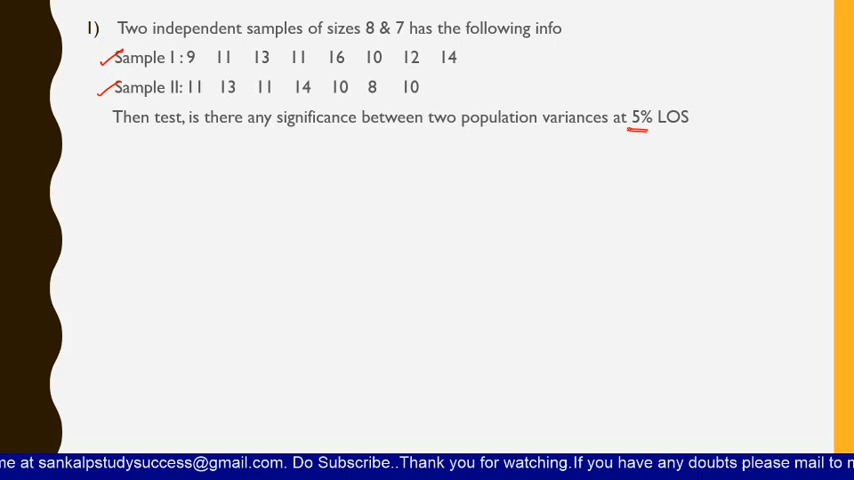 1) Two independent samples of sizes 8 & 7 has the following info
Sample I : 9 11 13 11 16 10 12 14
Sample II: 11 13 11 14 10 8 10
Then test, is there any significance between two population variances at 5% LOS
me at sankalpstudysuccess@gmail.com. Do Subscribe..Thank you for watching.If you have any doubts please mail to